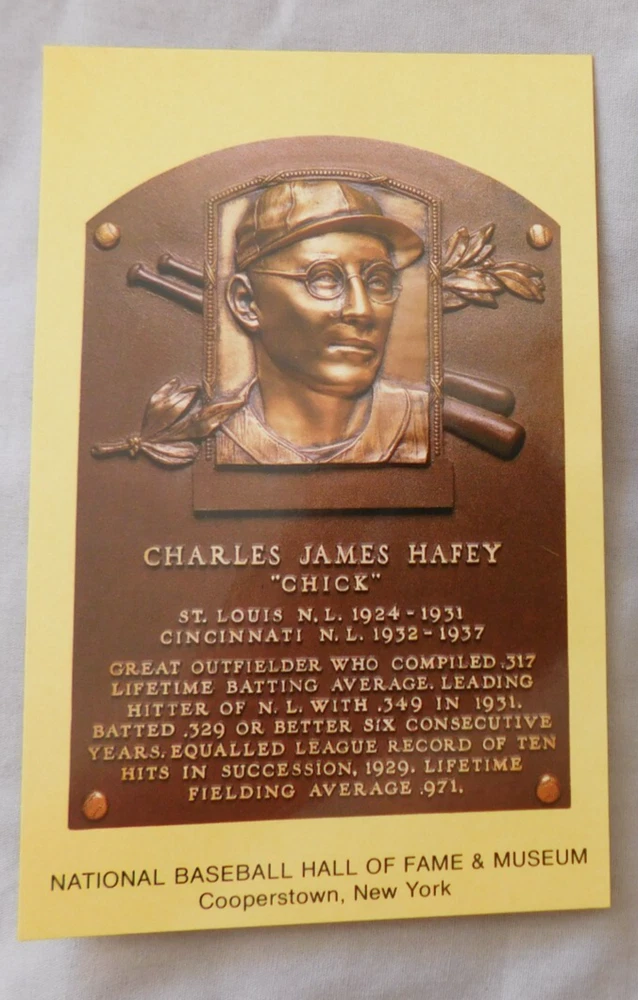 CHARLES JAMES HAFEY
"CHICK"
ST. LOUIS N.L. 1924-1931
CINCINNATI N.L. 1932-1937
GREAT OUTFIELDER WHO COMPILED .317
LIFETIME BATTING AVERAGE. LEADING
HITTER OF N.L. WITH .349 IN 1931.
BATTED .329 OR BETTER SIX CONSECUTIVE
YEARS. EQUALLED LEAGUE RECORD OF TEN
HITS IN SUCCESSION, 1929. LIFETIME
FIELDING AVERAGE .971.
NATIONAL BASEBALL HALL OF FAME & MUSEUM
Cooperstown, New York